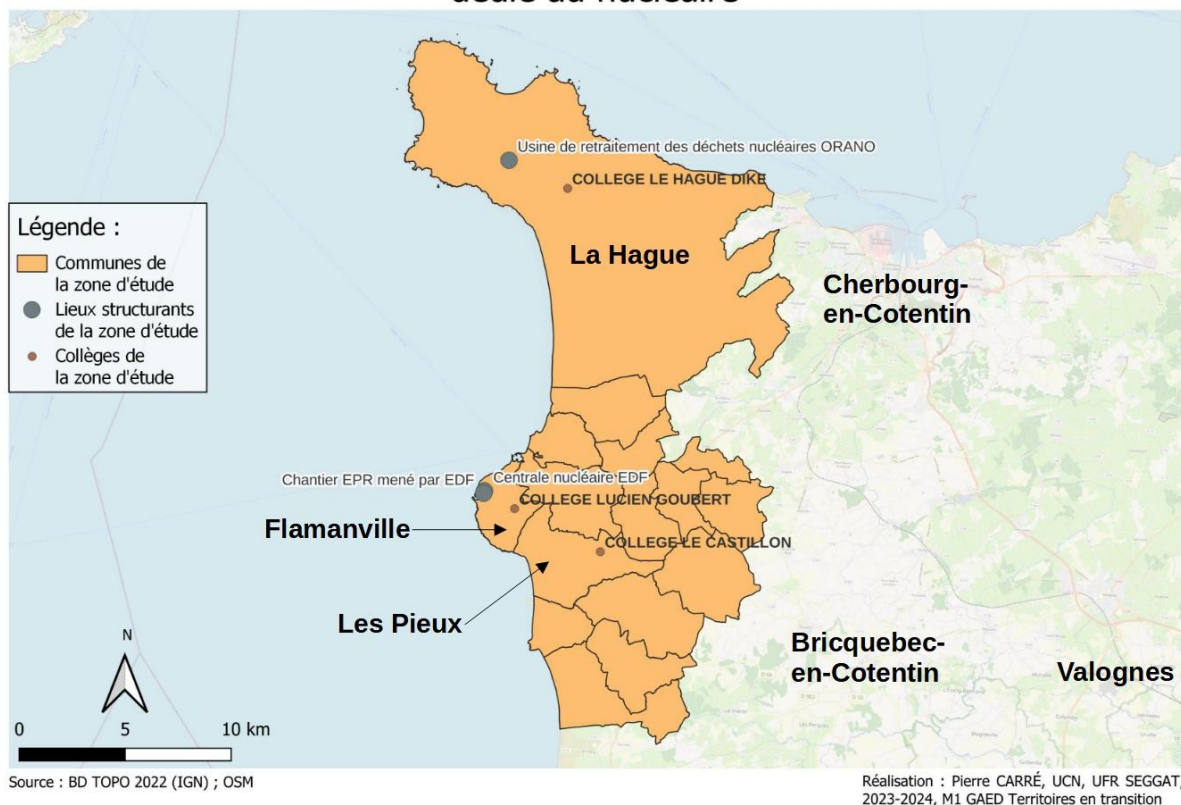 Usine de retraitement des déchets nucléaires ORANO
COLLEGE LE HAGUE DIKE
Légende :
Communes de
la zone d'étude
Lieux structurants
de la zone d'étude
Collèges de
la zone d'étude
La Hague
Cherbourg-
en-Cotentin
Chantier EPR mené par EDF
Centrale nucléaire EDF
COLLEGE LUCIEN GOUBERT
Flamanville
COLLEGE LE CASTILLON
Les Pieux
Bricquebec-
en-Cotentin
Valognes
N
0 5 10 km
Source : BD TOPO 2022 (IGN) ; OSM
Réalisation : Pierre CARRÉ, UCN, UFR SEGGAT,
2023-2024, M1 GAED Territoires en transition